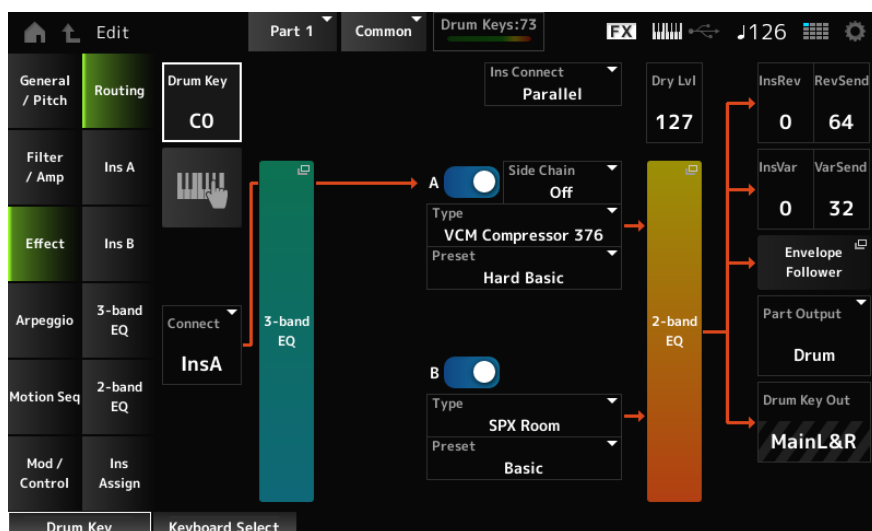 Edit
Part 1
Common
Drum Keys:73
FX
♩126
General
/ Pitch
Routing
Drum Key
C0
Ins Connect
Parallel
Dry Lvl
127
InsRev
RevSend
0
64
Filter
/ Amp
Ins A
A
Side Chain
Off
InsVar
VarSend
0
32
Type
VCM Compressor 376
Preset
Hard Basic
Effect
Ins B
Envelope
Follower
Arpeggio
3-band
EQ
Connect
InsA
3-band
EQ
2-band
EQ
Part Output
Drum
Motion Seq
2-band
EQ
B
Type
SPX Room
Preset
Basic
Drum Key Out
MainL&R
Mod /
Control
Ins
Assign
Drum Key
Keyboard Select